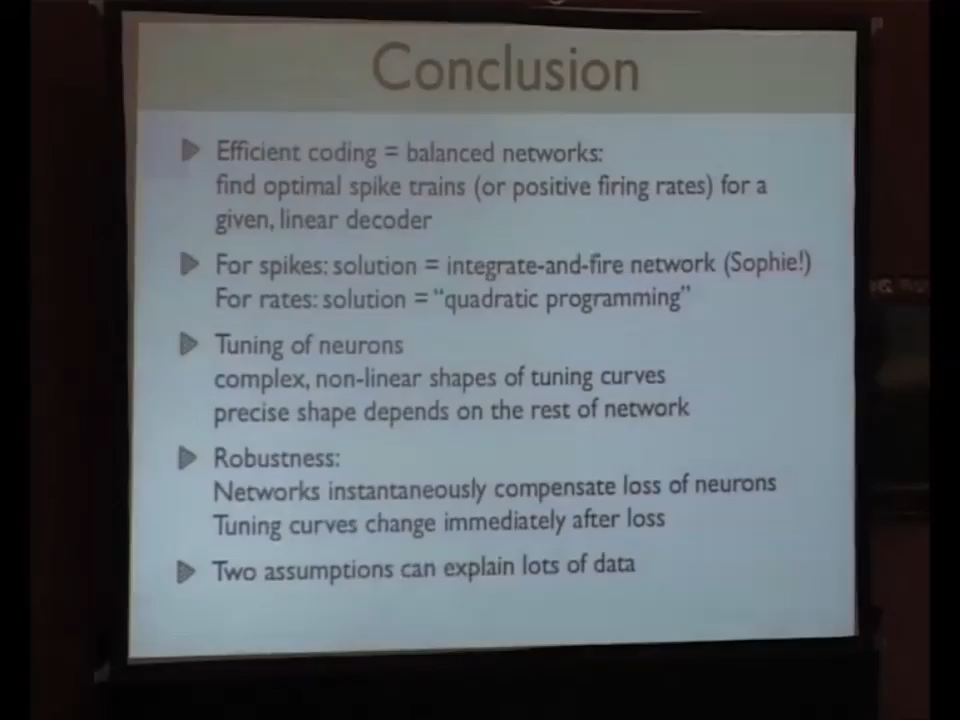 Conclusion
Efficient coding = balanced networks:
find optimal spike trains (or positive firing rates) for a
given, linear decoder
For spikes: solution = integrate-and-fire network (Sophie!)
For rates: solution = "quadratic programming"
Tuning of neurons
complex, non-linear shapes of tuning curves
precise shape depends on the rest of network
Robustness:
Networks instantaneously compensate loss of neurons
Tuning curves change immediately after loss
Two assumptions can explain lots of data